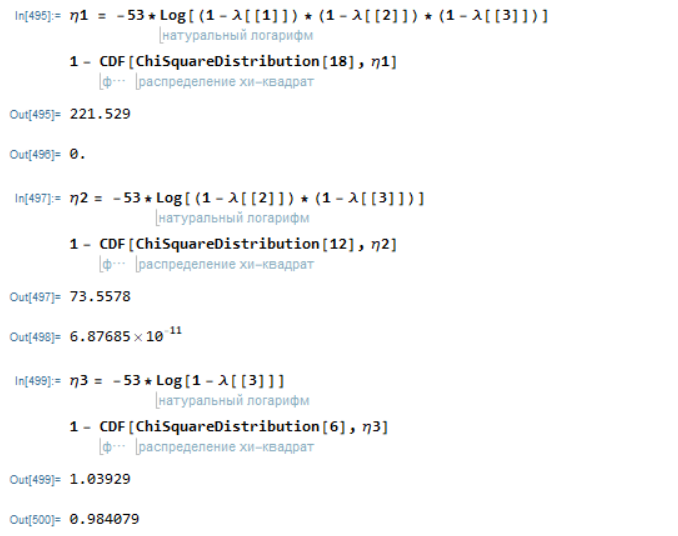 In[495]:= η1 = -53*Log[(1-λ[[1]])*(1-λ[[2]])*(1-λ[[3]])]
натуральный логарифм
1 - CDF[ChiSquareDistribution[18], η1]
ф⋯ распределение хи-квадрат
Out[495]= 221.529
Out[496]= 0.
In[497]:= η2 = -53*Log[(1-λ[[2]])*(1-λ[[3]])]
натуральный логарифм
1 - CDF[ChiSquareDistribution[12], η2]
ф⋯ распределение хи-квадрат
Out[497]= 73.5578
Out[498]= 6.87685×10^-11
In[499]:= η3 = -53*Log[1-λ[[3]]]
натуральный логарифм
1 - CDF[ChiSquareDistribution[6], η3]
ф⋯ распределение хи-квадрат
Out[499]= 1.03929
Out[500]= 0.984079